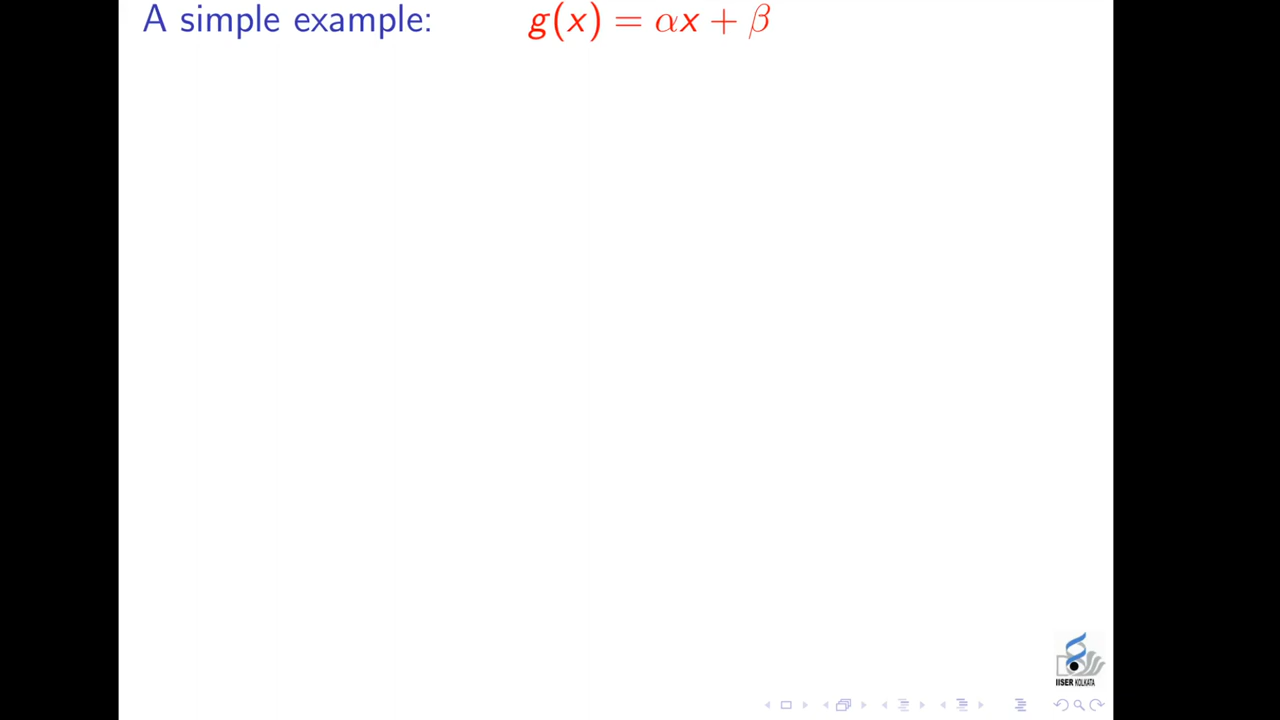 A simple example: g(x) = αx + β
IISER KOLKATA